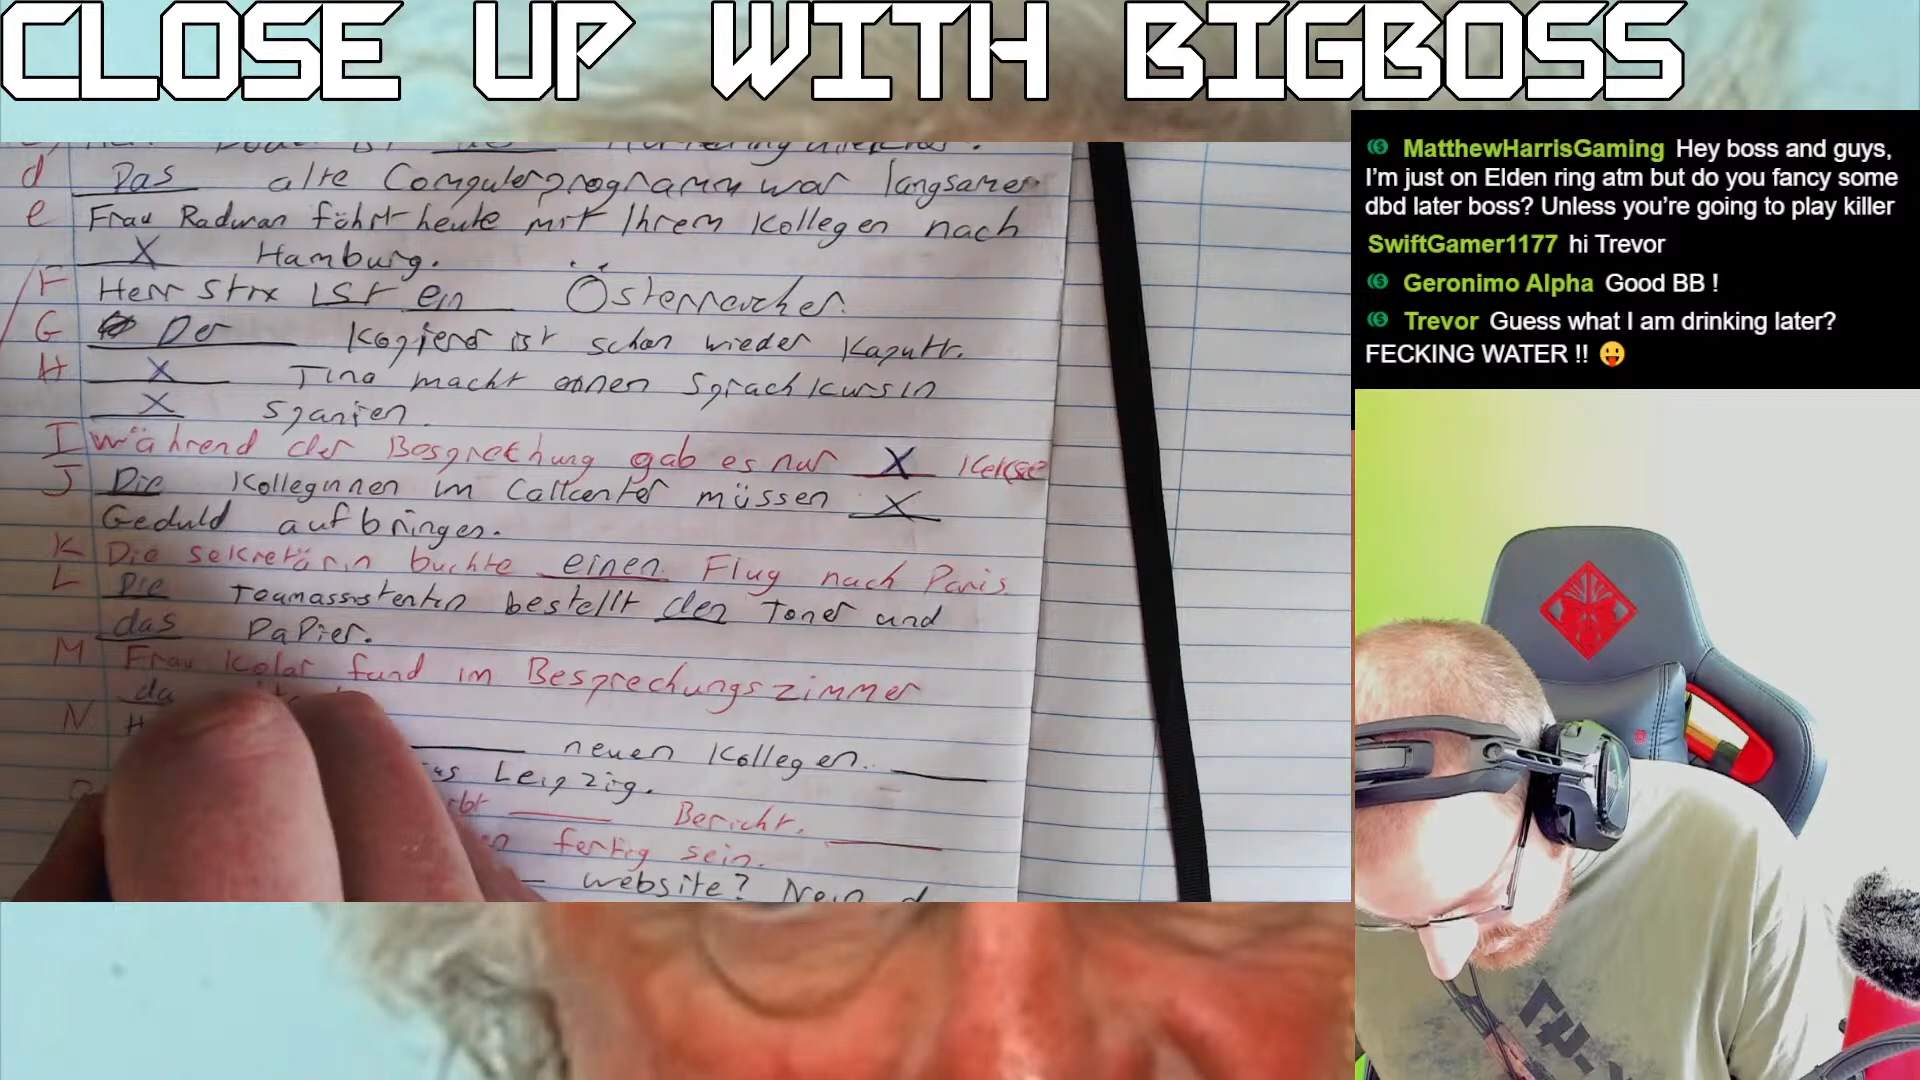 CLOSE UP WITH BIGBOSS
d Das alte Computerprogramm war langsamer
e Frau Radwan fährt heute mit Ihrem Kollegen nach
X Hamburg.
F Herr Strx ist ein Österreicher.
G Der Kopierer ist schon wieder Kaputt.
H X Tina macht einen Sprachkurs in
X Spanien.
I während der Besprechung gab es nur X Kekse
J Die Kolleginnen im Callcenter müssen X
Geduld aufbringen.
K Die sekretärin buchte einen Flug nach Paris.
L Die Teamassistentin bestellt den Toner und
das Papier.
M Frau Kolar fand im Besprechungszimmer
da
N H neuen Kollegen.
Leipzig.
Bericht.
fertig sein.
website? Nein d
MatthewHarrisGaming Hey boss and guys,
I'm just on Elden ring atm but do you fancy some
dbd later boss? Unless you're going to play killer
SwiftGamer1177 hi Trevor
Geronimo Alpha Good BB !
Trevor Guess what I am drinking later?
FECKING WATER !! 😛